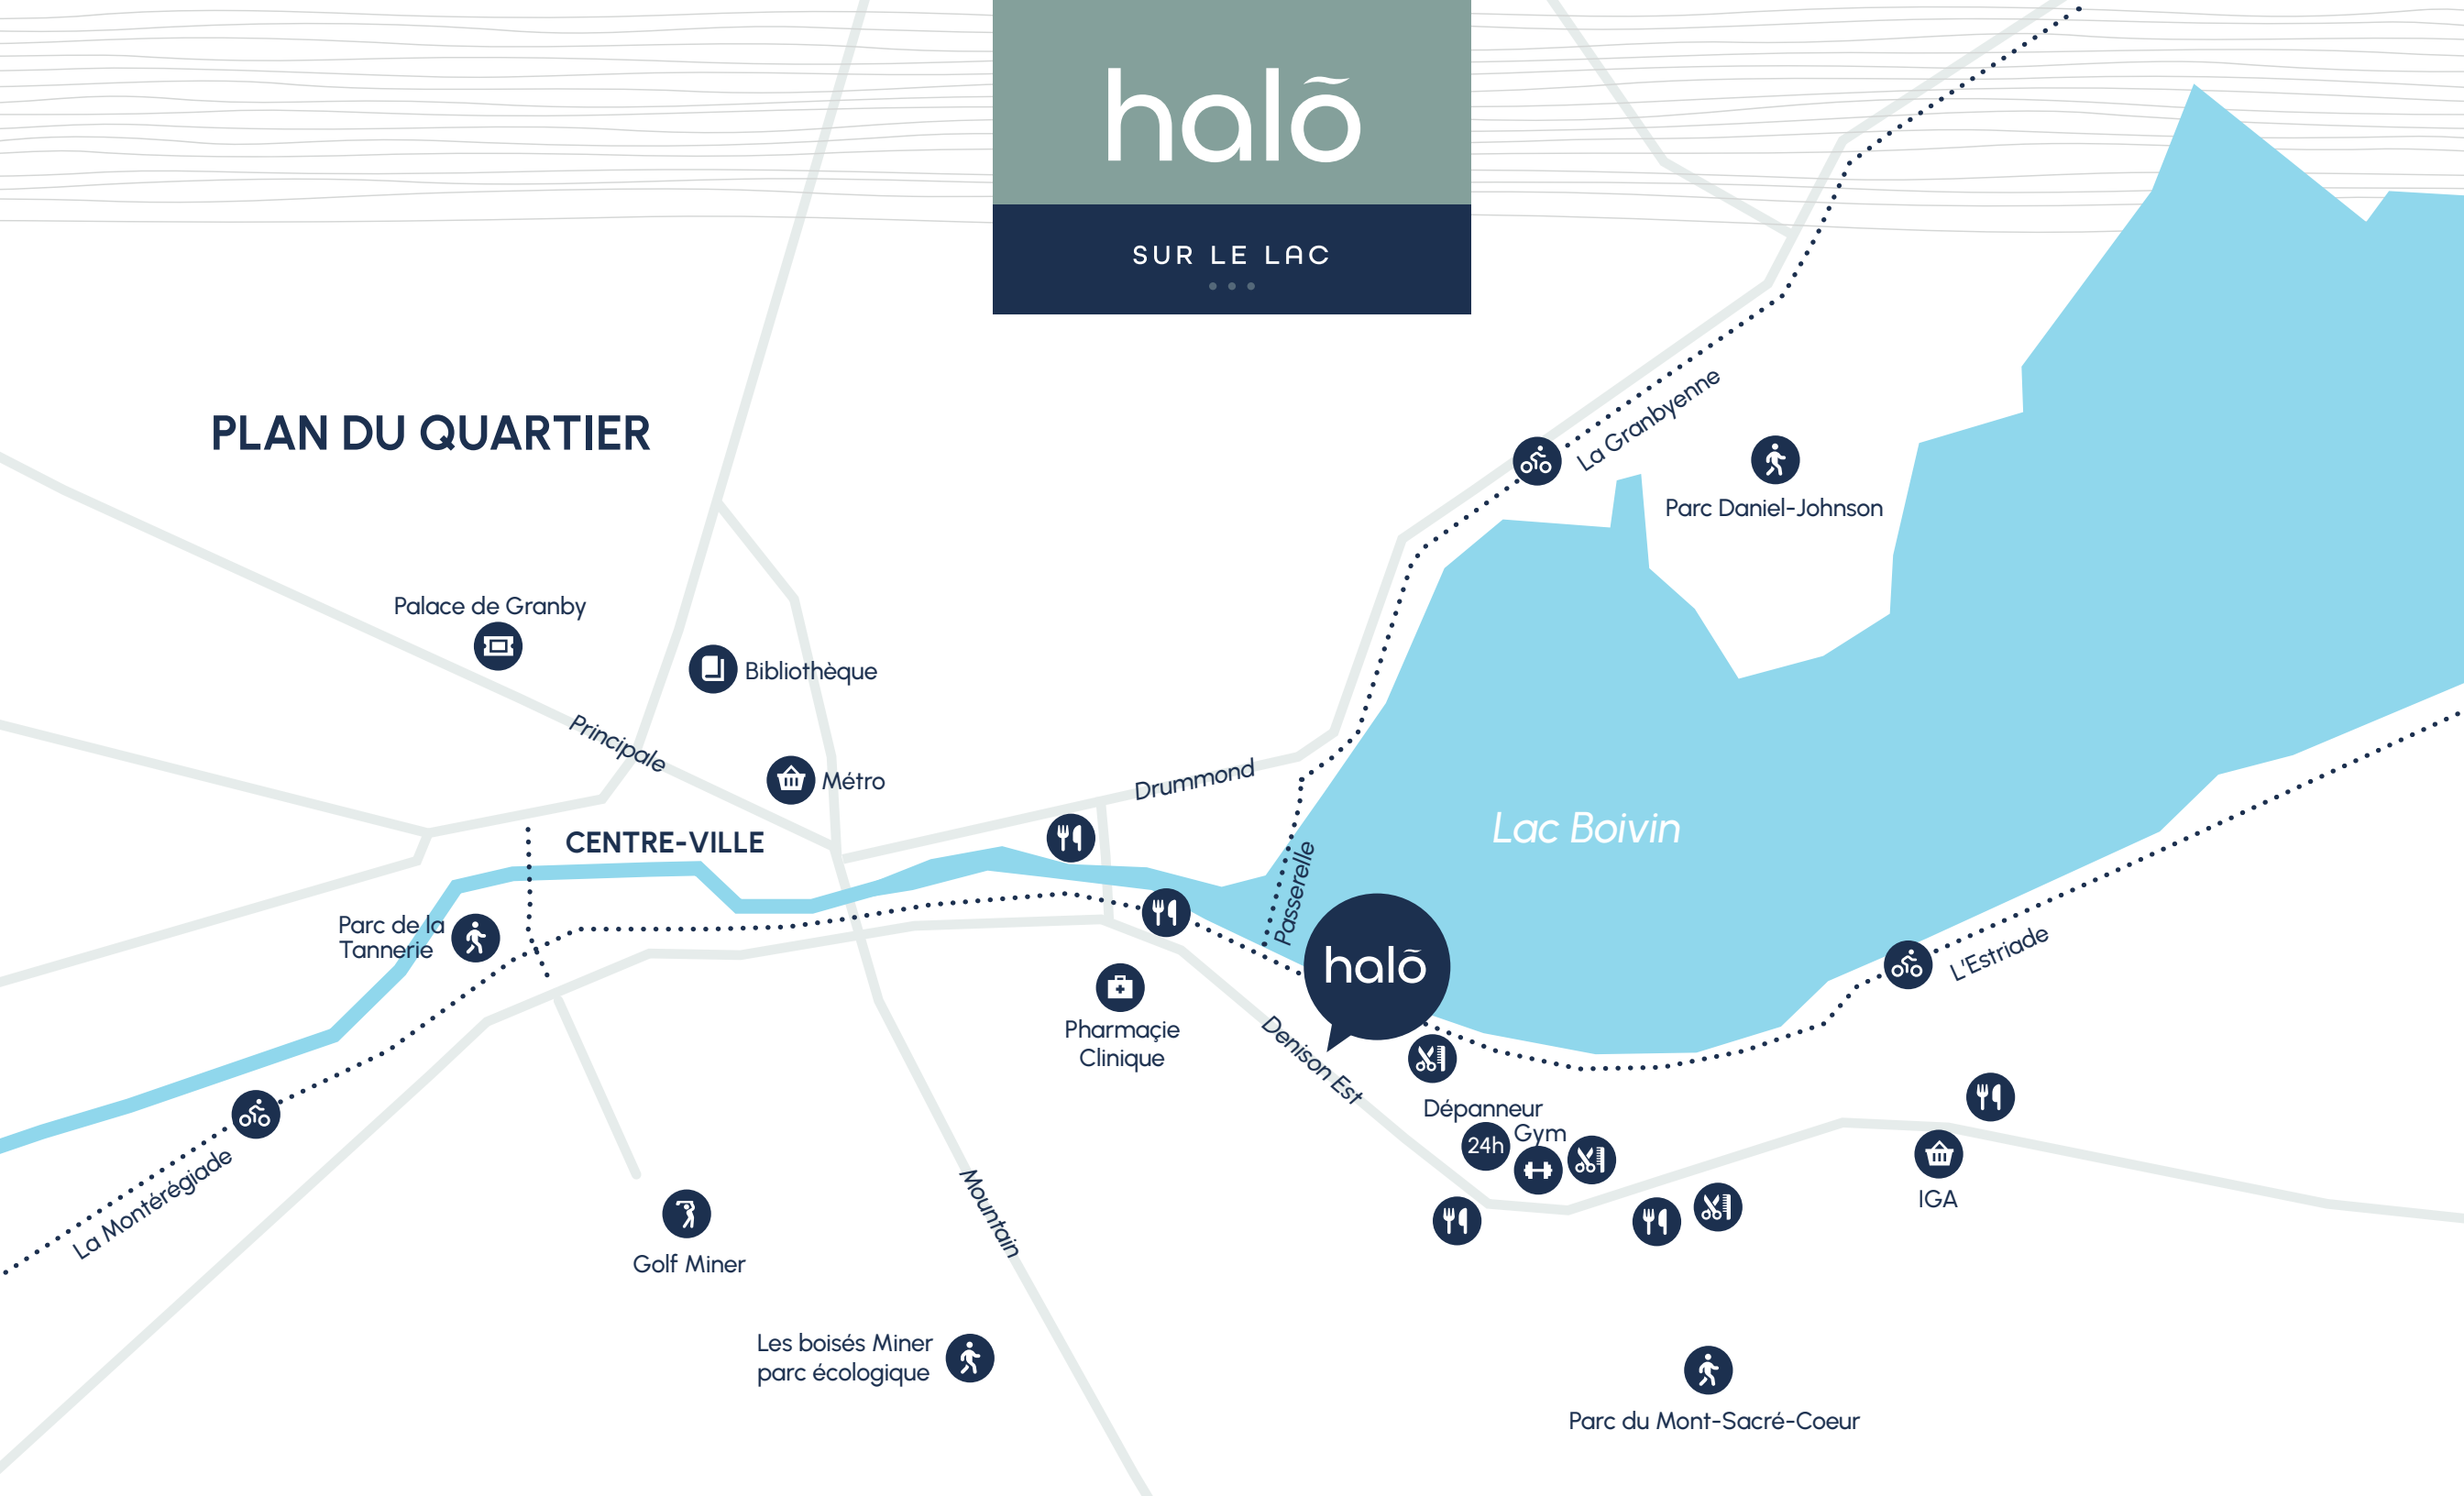 halõ
SUR LE LAC
PLAN DU QUARTIER
La Granbyenne
Parc Daniel-Johnson
Palace de Granby
Bibliothèque
Principale
Métro
Drummond
CENTRE-VILLE
Lac Boivin
Passerelle
Parc de la
Tannerie
halõ
L'Estriade
Pharmaçie
Clinique
Denison Est
Dépanneur
24h
Gym
La Montérégiade
Mountain
IGA
Golf Miner
Les boisés Miner
parc écologique
Parc du Mont-Sacré-Coeur